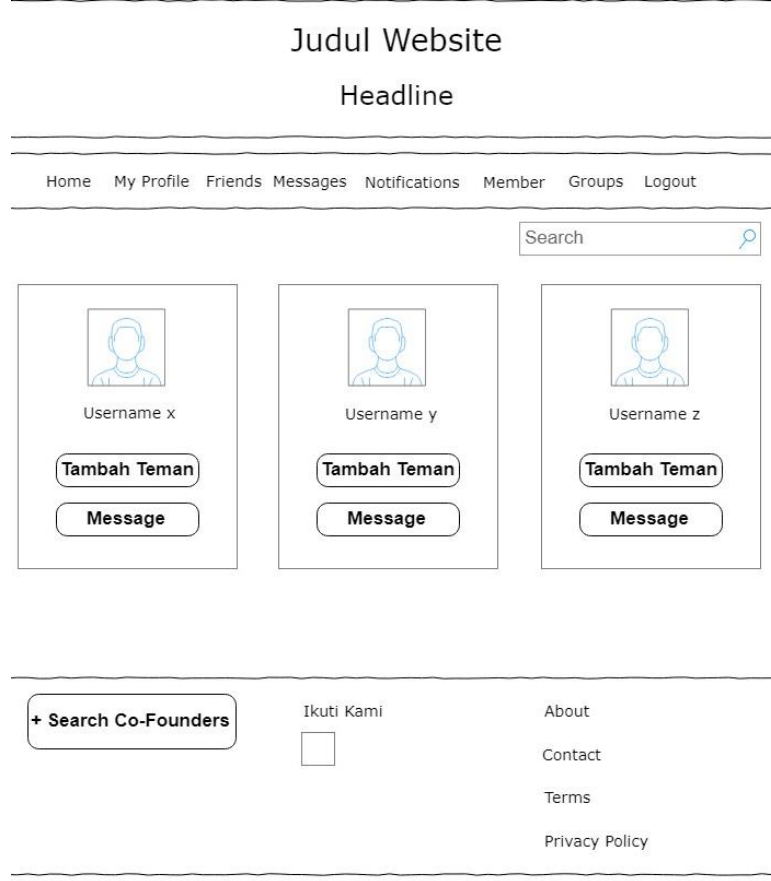 Judul Website
Headline
Home My Profile Friends Messages Notifications Member Groups Logout
Search
Username x Username y Username z
Tambah Teman Tambah Teman Tambah Teman
Message Message Message
+ Search Co-Founders Ikuti Kami About
Contact
Terms
Privacy Policy